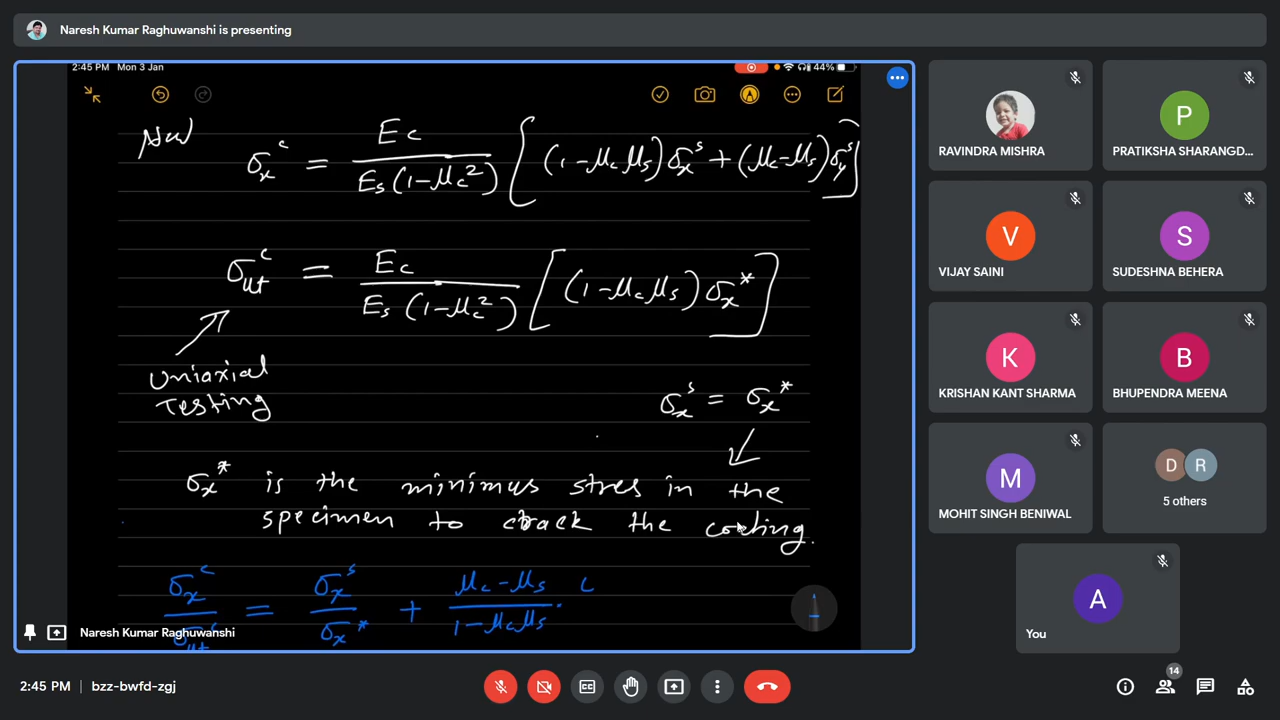 Naresh Kumar Raghuwanshi is presenting
2:45 PM Mon 3 Jan
44%
And
σx^c = Ec / Es(1-μc²) [(1-μcμs)σx^s + (μc-μs)σy^s]
σut^c = Ec / Es(1-μc²) [(1-μcμs)σx*]
Uniaxial
Testing
σx^s = σx*
σx* is the minimus stres in the
specimen to crack the coating.
σx^c / σut^c = σx^s / σx* + μc-μs / 1-μcμs .
Naresh Kumar Raghuwanshi
RAVINDRA MISHRA
P
PRATIKSHA SHARANGD...
V
VIJAY SAINI
S
SUDESHNA BEHERA
K
KRISHAN KANT SHARMA
B
BHUPENDRA MEENA
M
MOHIT SINGH BENIWAL
D R
5 others
A
You
2:45 PM | bzz-bwfd-zgj
14